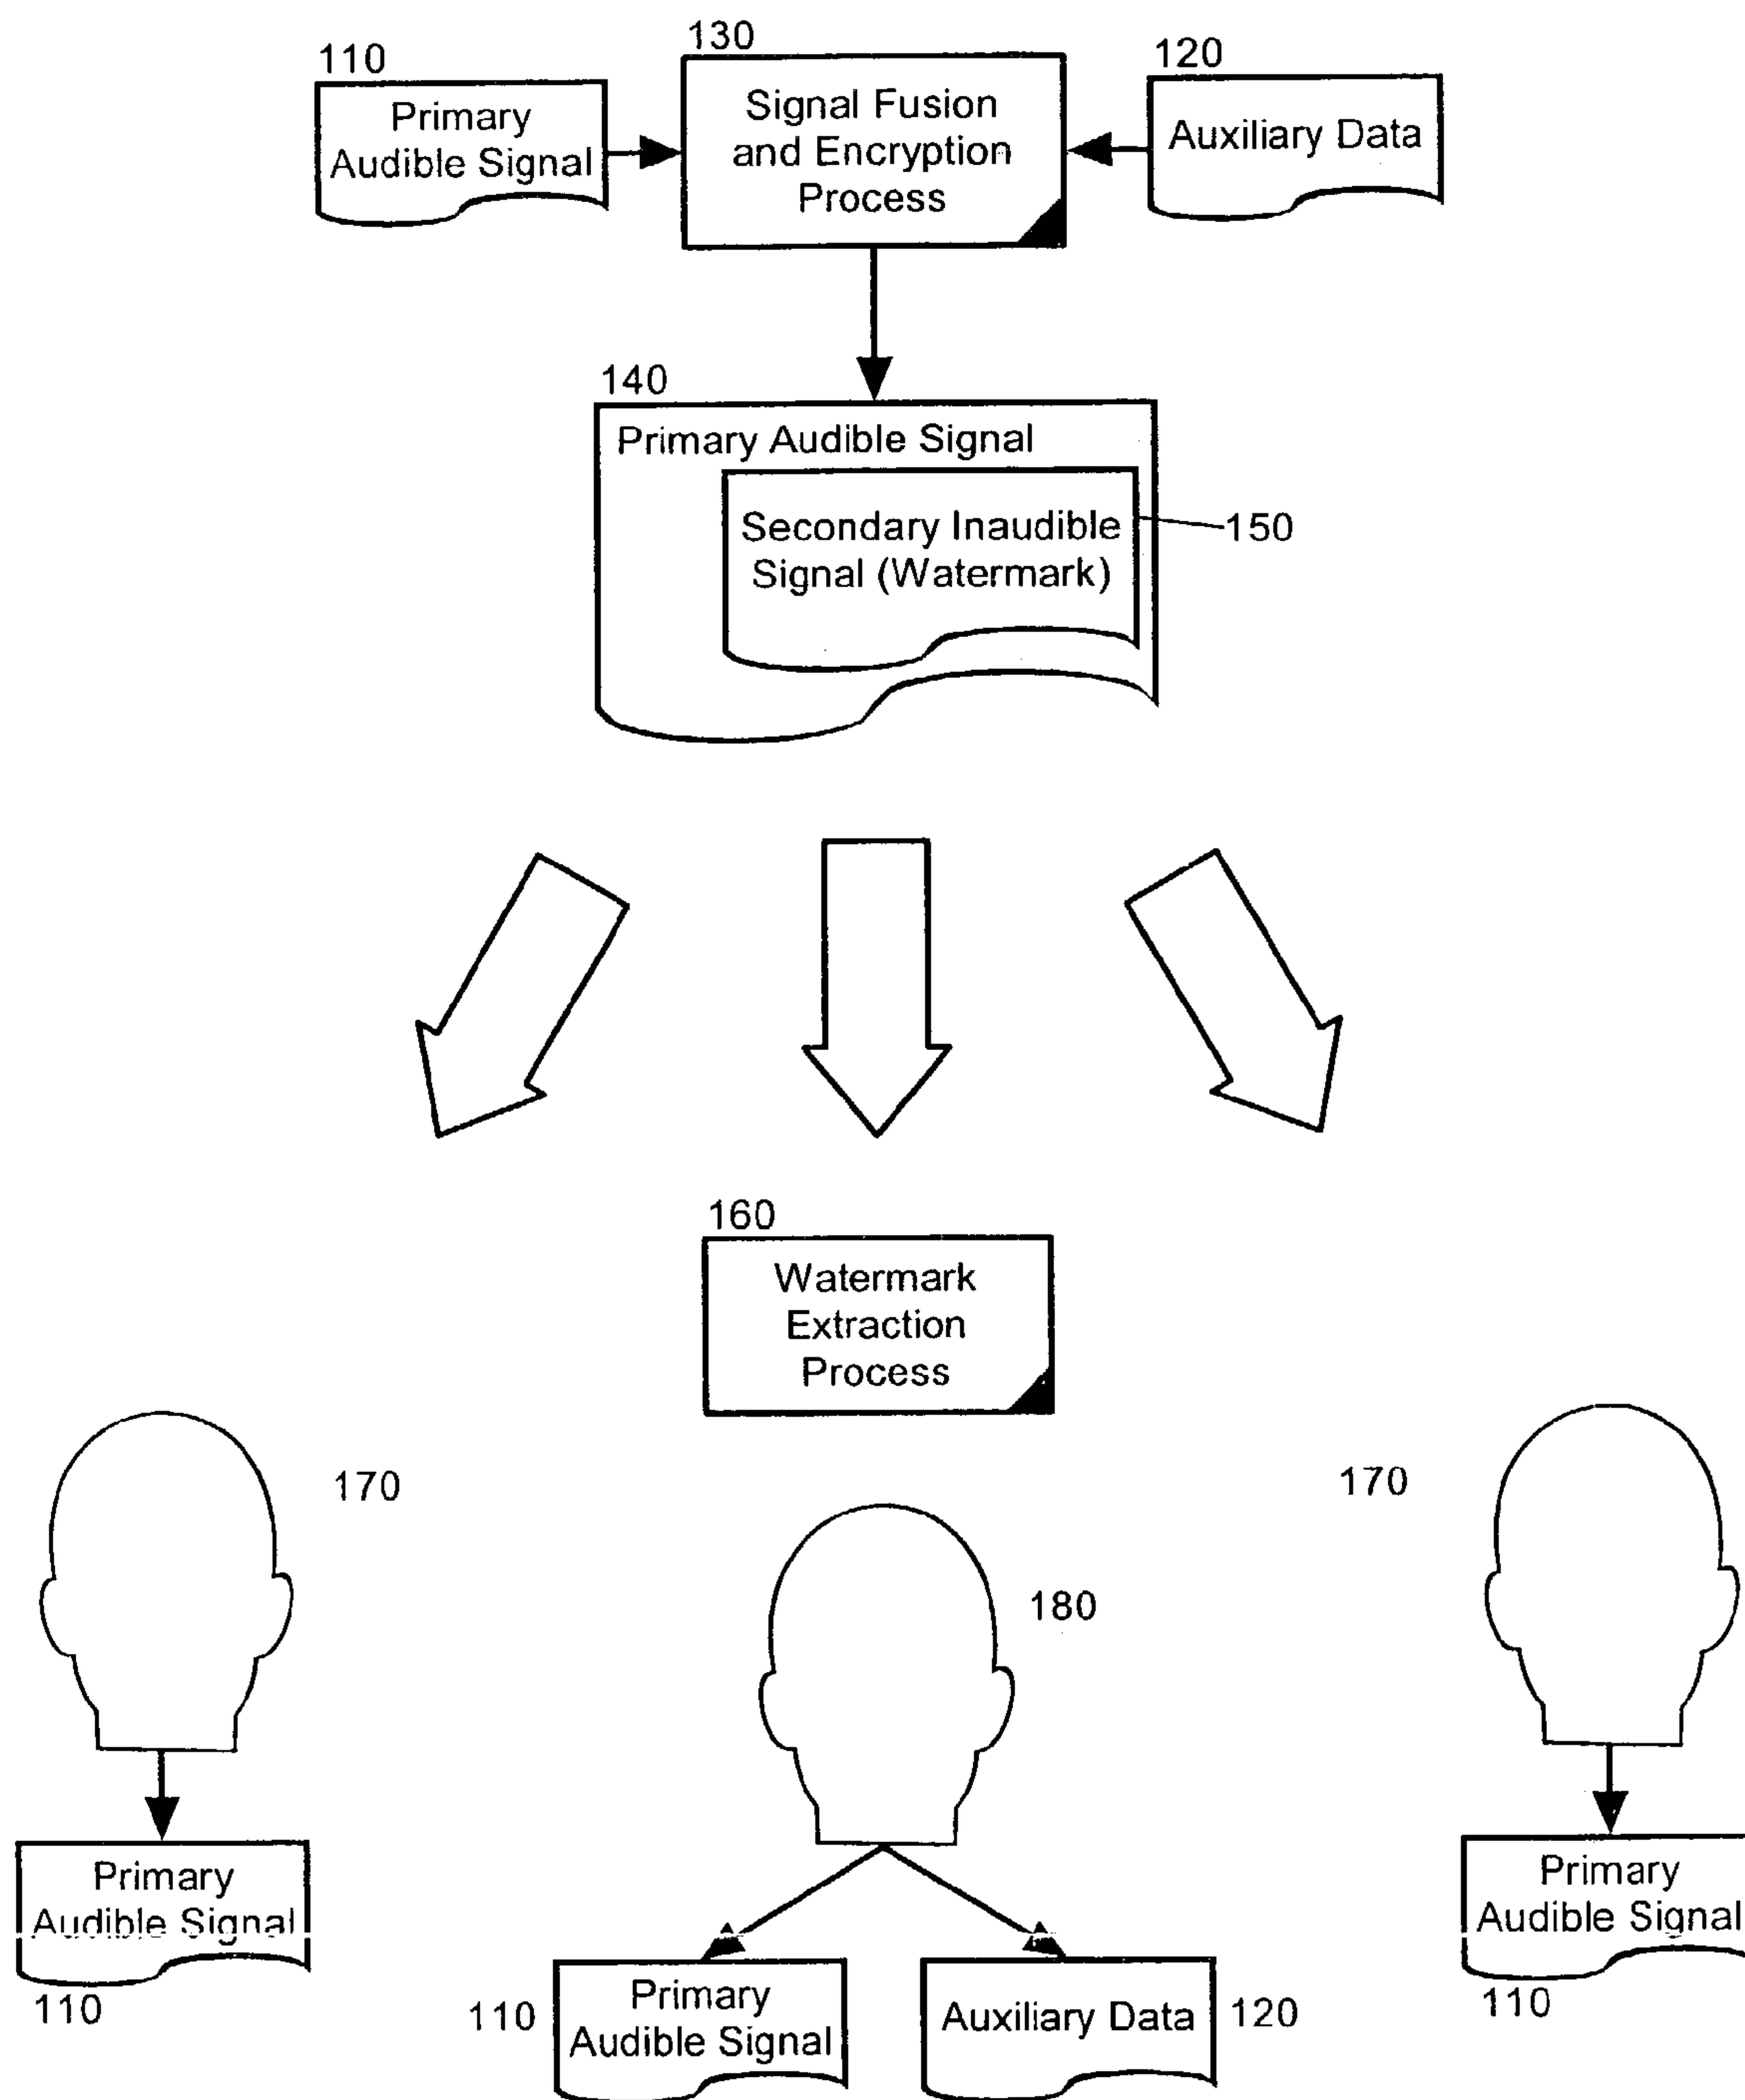 130
110
120
Primary
Audible Signal
Signal Fusion
and Encryption
Process
Auxiliary Data
140
Primary Audible Signal
Secondary Inaudible
Signal (Watermark)
150
160
Watermark
Extraction
Process
170
170
180
Primary
Audible Signal
110
110
Primary
Audible Signal
Auxiliary Data
120
Primary
Audible Signal
110